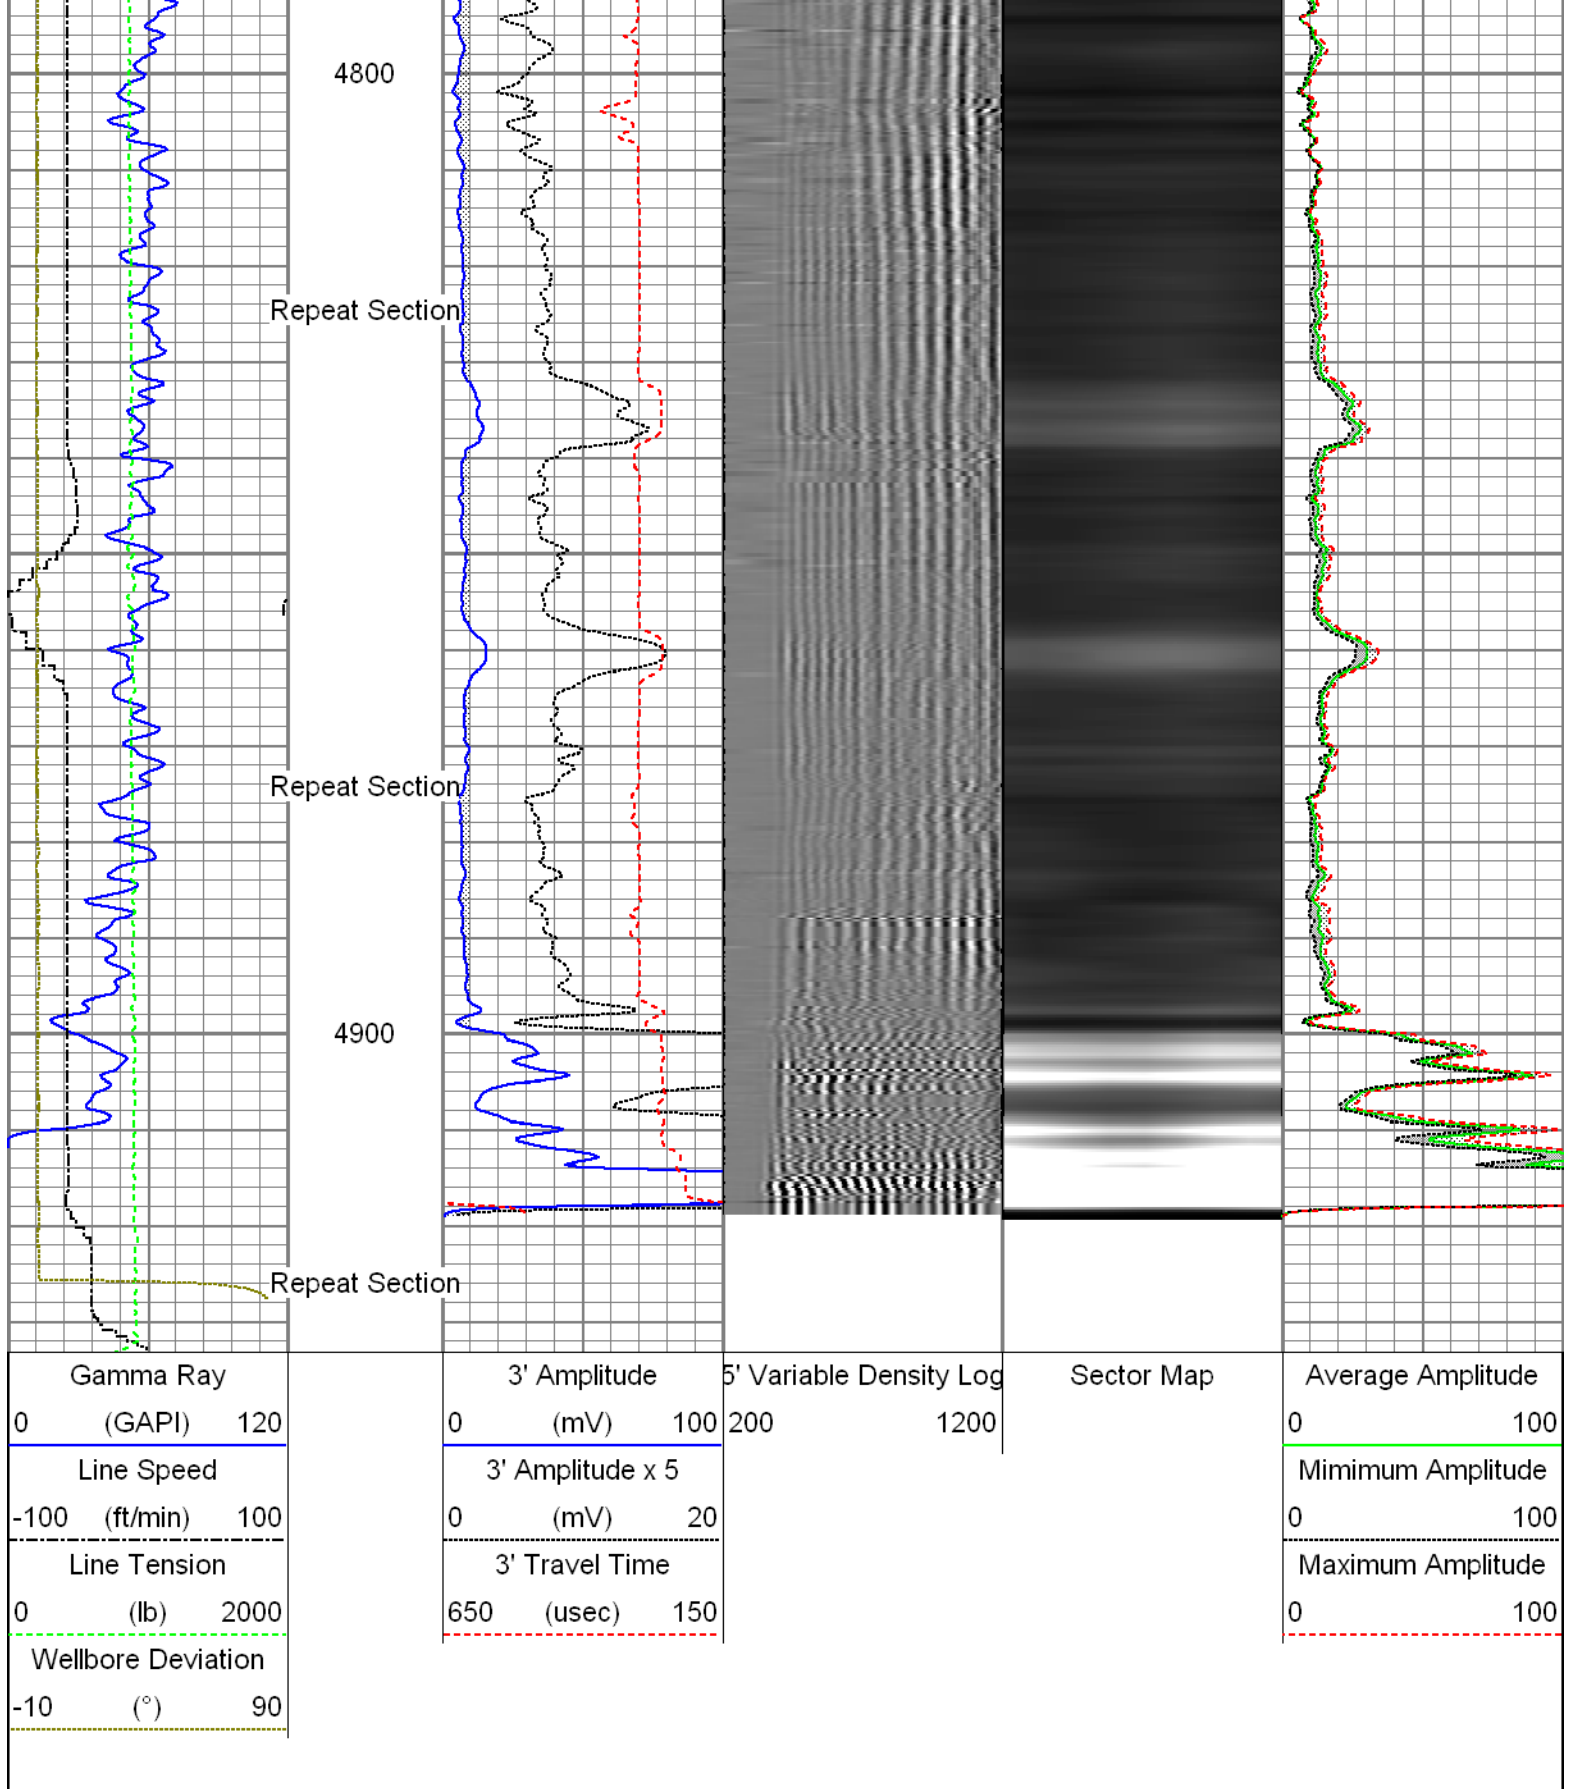 4800
Repeat Section
Repeat Section
4900
Repeat Section
Gamma Ray
0 (GAPI) 120
Line Speed
-100 (ft/min) 100
Line Tension
0 (lb) 2000
Wellbore Deviation
-10 (°) 90
3' Amplitude
0 (mV) 100
3' Amplitude x 5
0 (mV) 20
3' Travel Time
650 (usec) 150
5' Variable Density Log
200 1200
Sector Map
Average Amplitude
0 100
Mimimum Amplitude
0 100
Maximum Amplitude
0 100